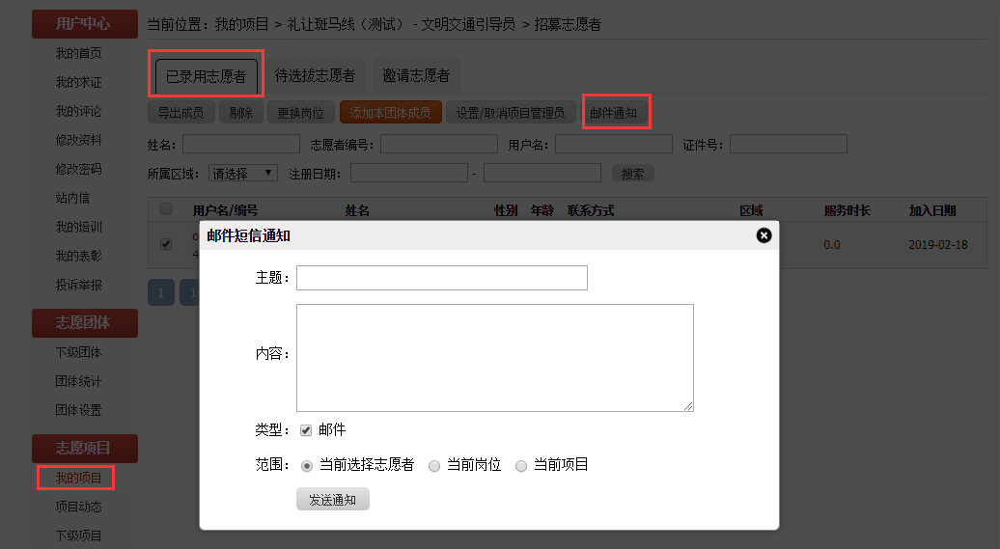 用户中心
我的首页
我的求证
我的评论
修改资料
修改密码
站内信
我的培训
我的表彰
投诉举报
志愿团体
下级团体
团体统计
团体设置
志愿项目
我的项目
项目动态
下级项目
当前位置：我的项目 > 礼让斑马线（测试） - 文明交通引导员 > 招募志愿者
已录用志愿者 待选拔志愿者 邀请志愿者
导出成员 剔除 更换岗位 添加本团体成员 设置/取消项目管理员 邮件通知
姓名： 志愿者编号： 用户名： 证件号：
所属区域： 请选择 注册日期： - 搜索
用户名/编号 姓名 性别 年龄 联系方式 区域 服务时长 加入日期
0.0 2019-02-18
4
1 1
邮件短信通知
主题：
内容：
类型： 邮件
范围： 当前选择志愿者 当前岗位 当前项目
发送通知